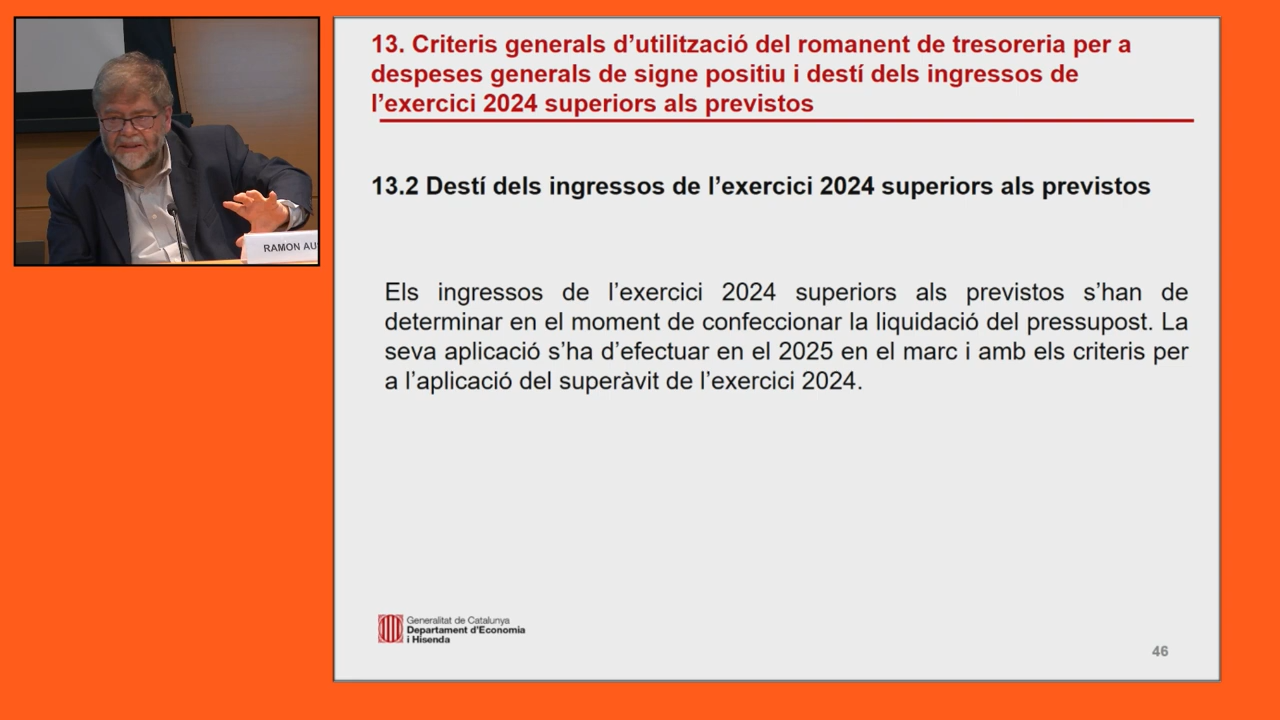 13. Criteris generals d’utilització del romanent de tresoreria per a
despeses generals de signe positiu i destí dels ingressos de
l’exercici 2024 superiors als previstos
13.2 Destí dels ingressos de l’exercici 2024 superiors als previstos
Els ingressos de l’exercici 2024 superiors als previstos s’han de
determinar en el moment de confeccionar la liquidació del pressupost. La
seva aplicació s’ha d’efectuar en el 2025 en el marc i amb els criteris per
a l’aplicació del superàvit de l’exercici 2024.
RAMON AU
Generalitat de Catalunya
Departament d’Economia
i Hisenda
46